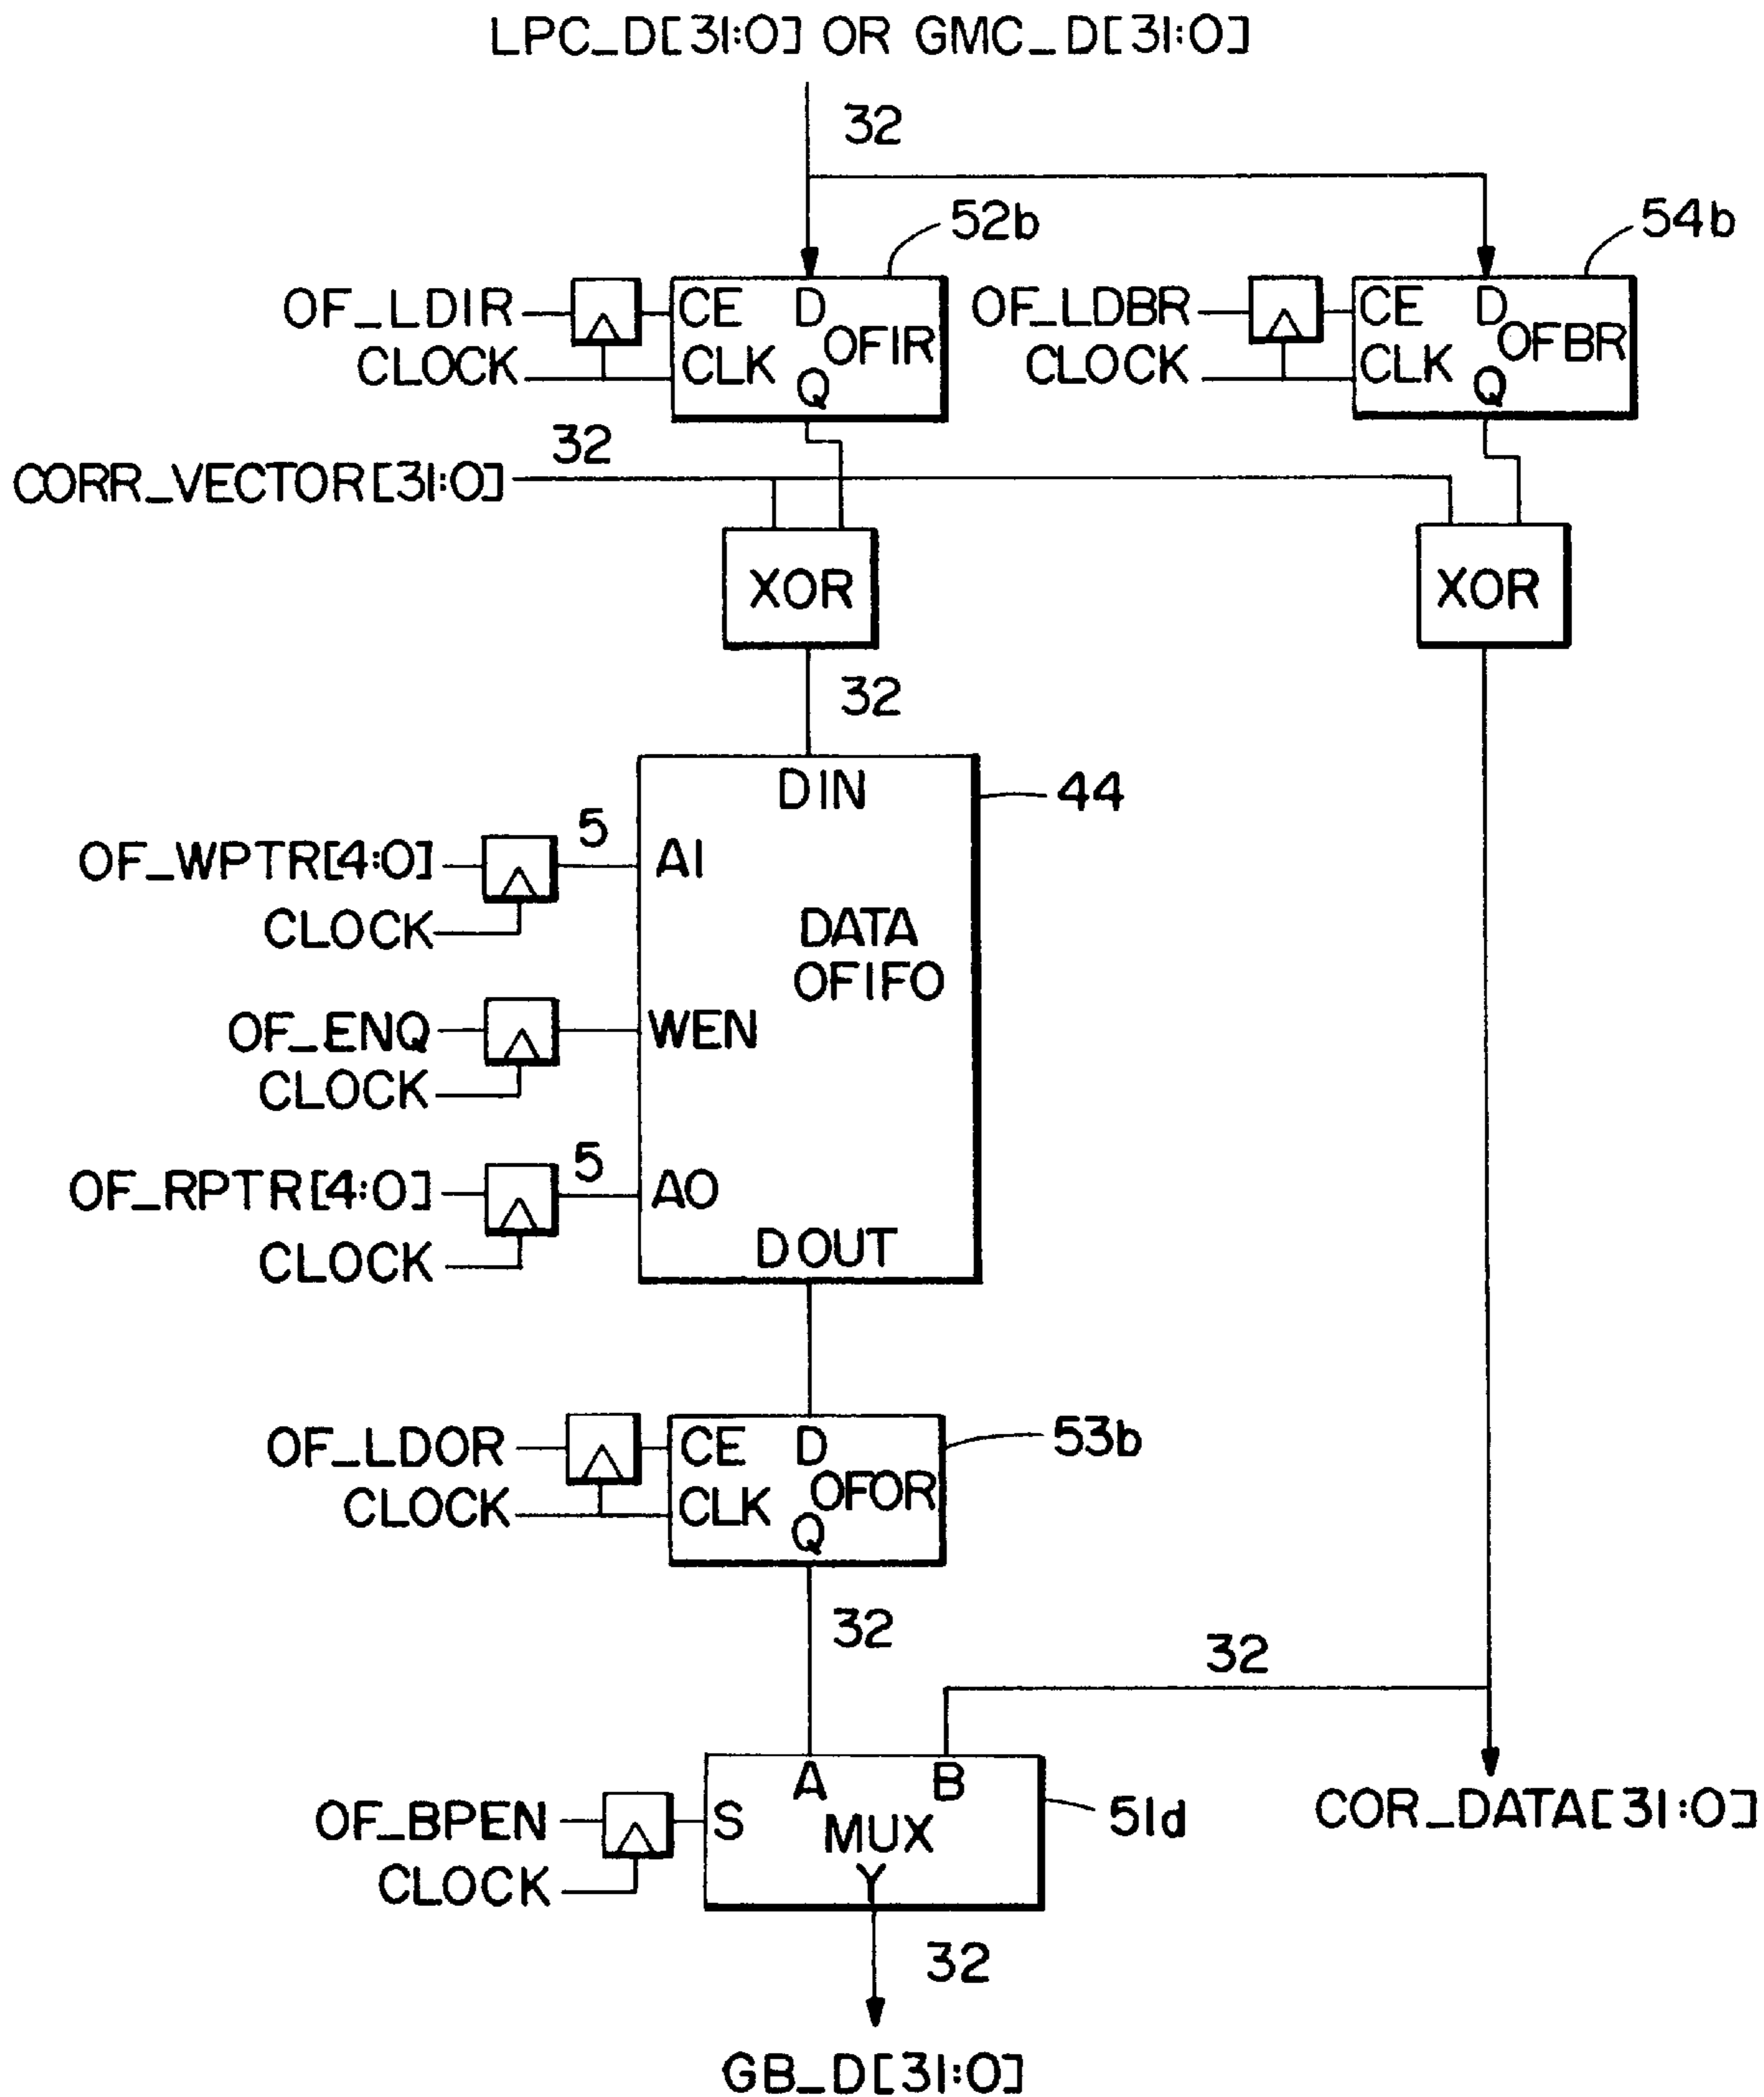 LPC_D[31:0] OR GMC_D[31:0]
32
52b
54b
OF_LDIR
CE D
OFIR
CLOCK
CLK
Q
OF_LDBR
CE D
OFBR
CLOCK
CLK
Q
32
CORR_VECTOR[31:0]
XOR
XOR
32
DIN
44
5
OF_WPTR[4:0]
A1
CLOCK
DATA
OFIFO
OF_ENQ
WEN
CLOCK
5
OF_RPTR[4:0]
AO
CLOCK
D OUT
OF_LDOR
CE D
53b
OFOR
CLOCK
CLK
Q
32
32
A B
OF_BPEN
S
MUX
51d
COR_DATA[31:0]
CLOCK
Y
32
GB_D[31:0]